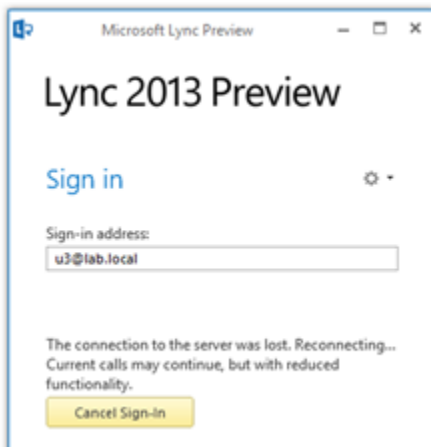 Microsoft Lync Preview
Lync 2013 Preview
Sign in
Sign-in address:
u3@lab.local
The connection to the server was lost. Reconnecting...
Current calls may continue, but with reduced
functionality.
Cancel Sign-In